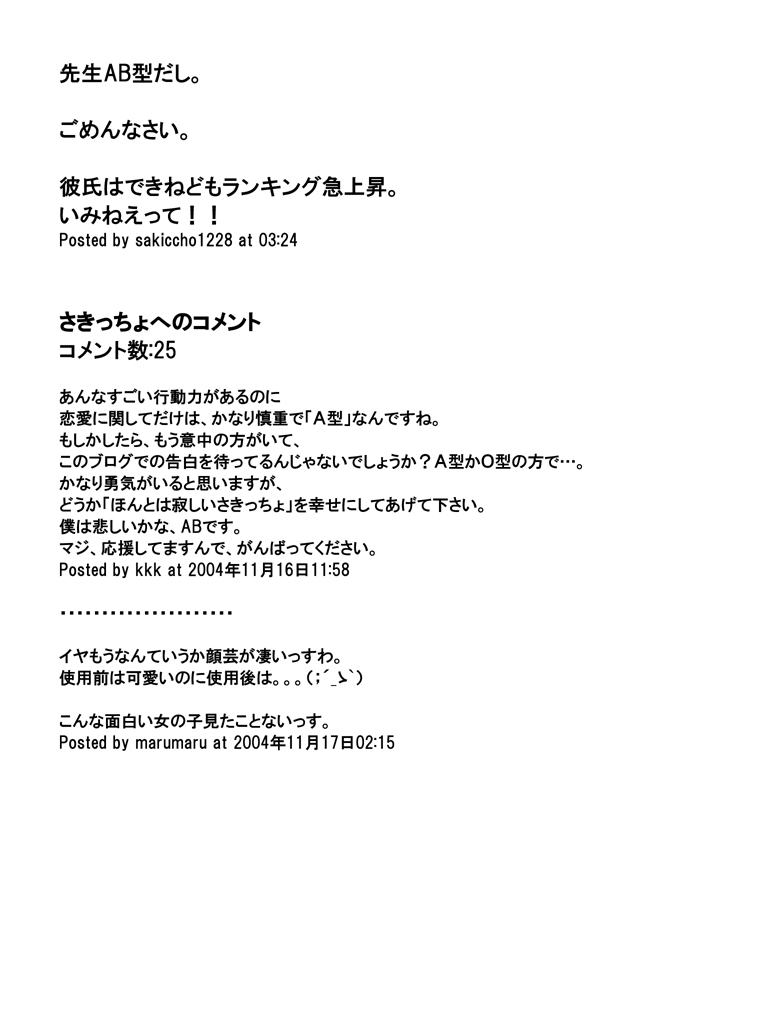 先生AB型だし。
ごめんなさい。
彼氏はできねどもランキング急上昇。
いみねえって！！
Posted by sakiccho1228 at 03:24
さきっちょへのコメント
コメント数:25
あんなすごい行動力があるのに
恋愛に関してだけは、かなり慎重で「Ａ型」なんですね。
もしかしたら、もう意中の方がいて、
このブログでの告白を待ってるんじゃないでしょうか？Ａ型かＯ型の方で…。
かなり勇気がいると思いますが、
どうか「ほんとは寂しいさきっちょ」を幸せにしてあげて下さい。
僕は悲しいかな、ABです。
マジ、応援してますんで、がんばってください。
Posted by kkk at 2004年11月16日11:58
・・・・・・・・・・・・・・・・・・・・・
イヤもうなんていうか顔芸が凄いっすわ。
使用前は可愛いのに使用後は。。。（；´_ゝ`）
こんな面白い女の子見たことないっす。
Posted by marumaru at 2004年11月17日02:15